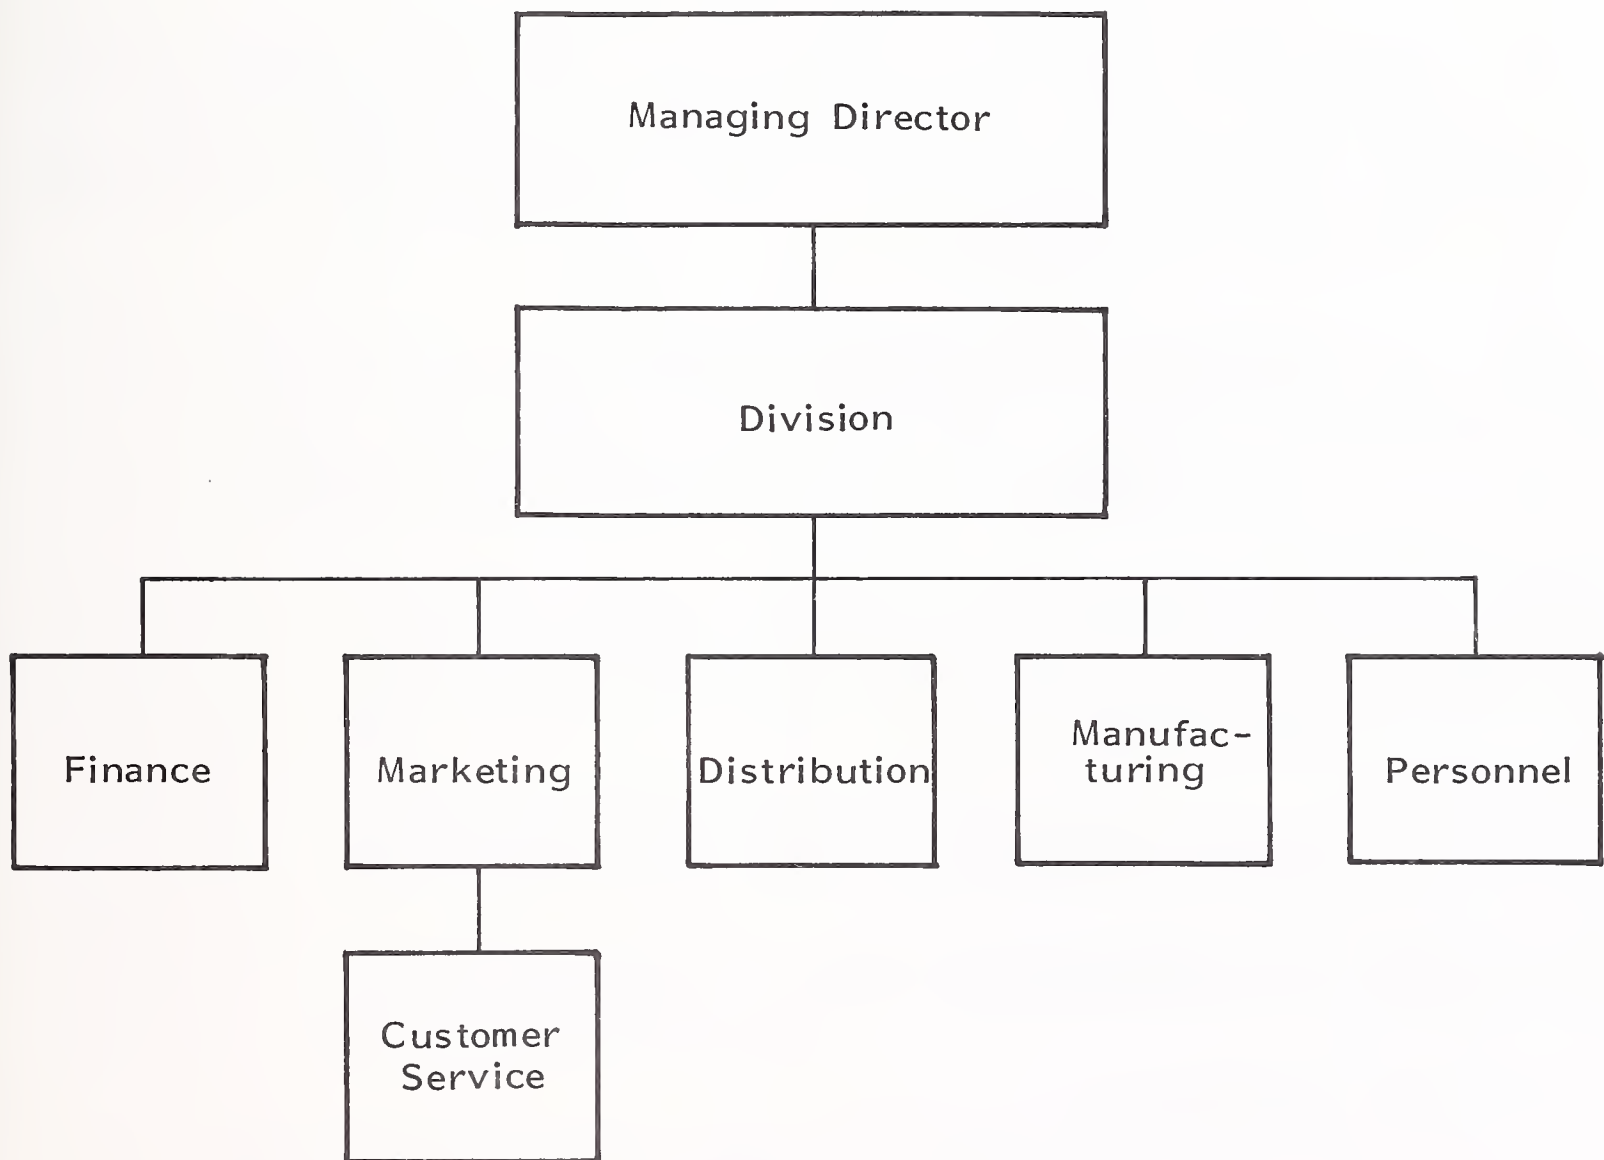 Managing Director
Division
Finance
Marketing
Distribution
Manufac-
turing
Personnel
Customer
Service